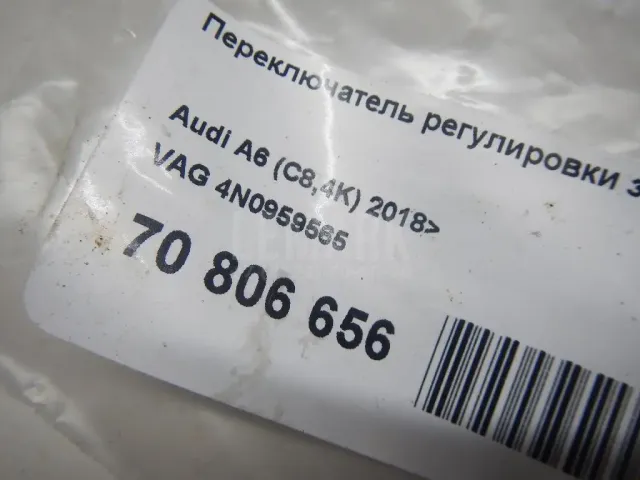 Переключатель регулировки з
Audi A6 (C8,4K) 2018>
VAG 4N0959565
70 806 656